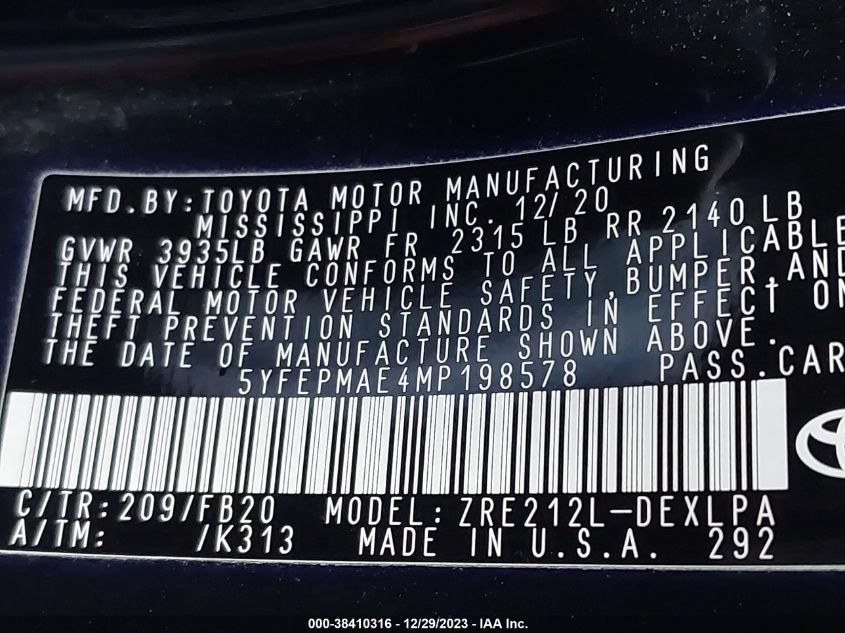 MFD.BY:TOYOTA MOTOR MANUFACTURING
MISSISSIPPI INC. 12/20
GVWR 3935LB GAWR FR 2315LB RR 2140LB
THIS VEHICLE CONFORMS TO ALL APPLICABLE
FEDERAL MOTOR VEHICLE SAFETY,BUMPER,AND
THEFT PREVENTION STANDARDS IN EFFECT ON
THE DATE OF MANUFACTURE SHOWN ABOVE.
5YFEPMAE4MP198578 PASS.CAR
C/TR:209/FB20 MODEL:ZRE212L-DEXLPA
A/TM: /K313 MADE IN U.S.A. 292
000-38410316 - 12/29/2023 - IAA Inc.